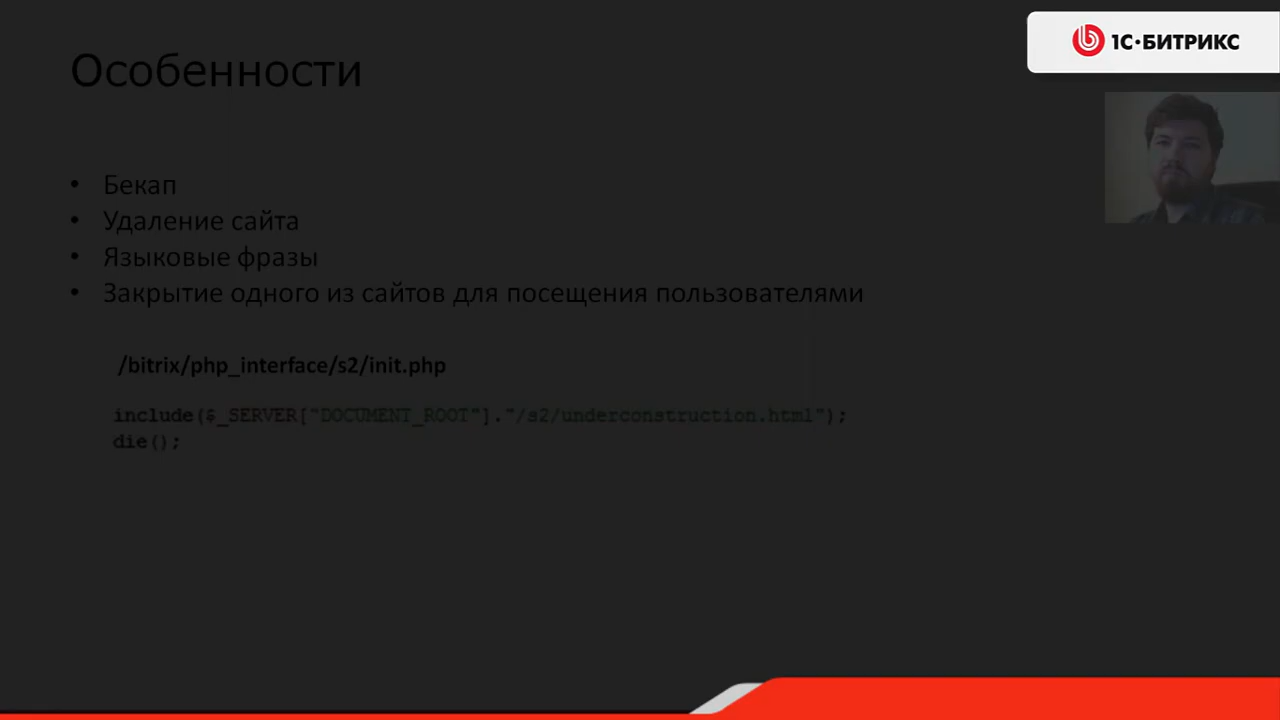 Особенности
1С·БИТРИКС
• Бекап
• Удаление сайта
• Языковые фразы
• Закрытие одного из сайтов для посещения пользователями
/bitrix/php_interface/s2/init.php
include($_SERVER["DOCUMENT_ROOT"]."/s2/underconstruction.html");
die();